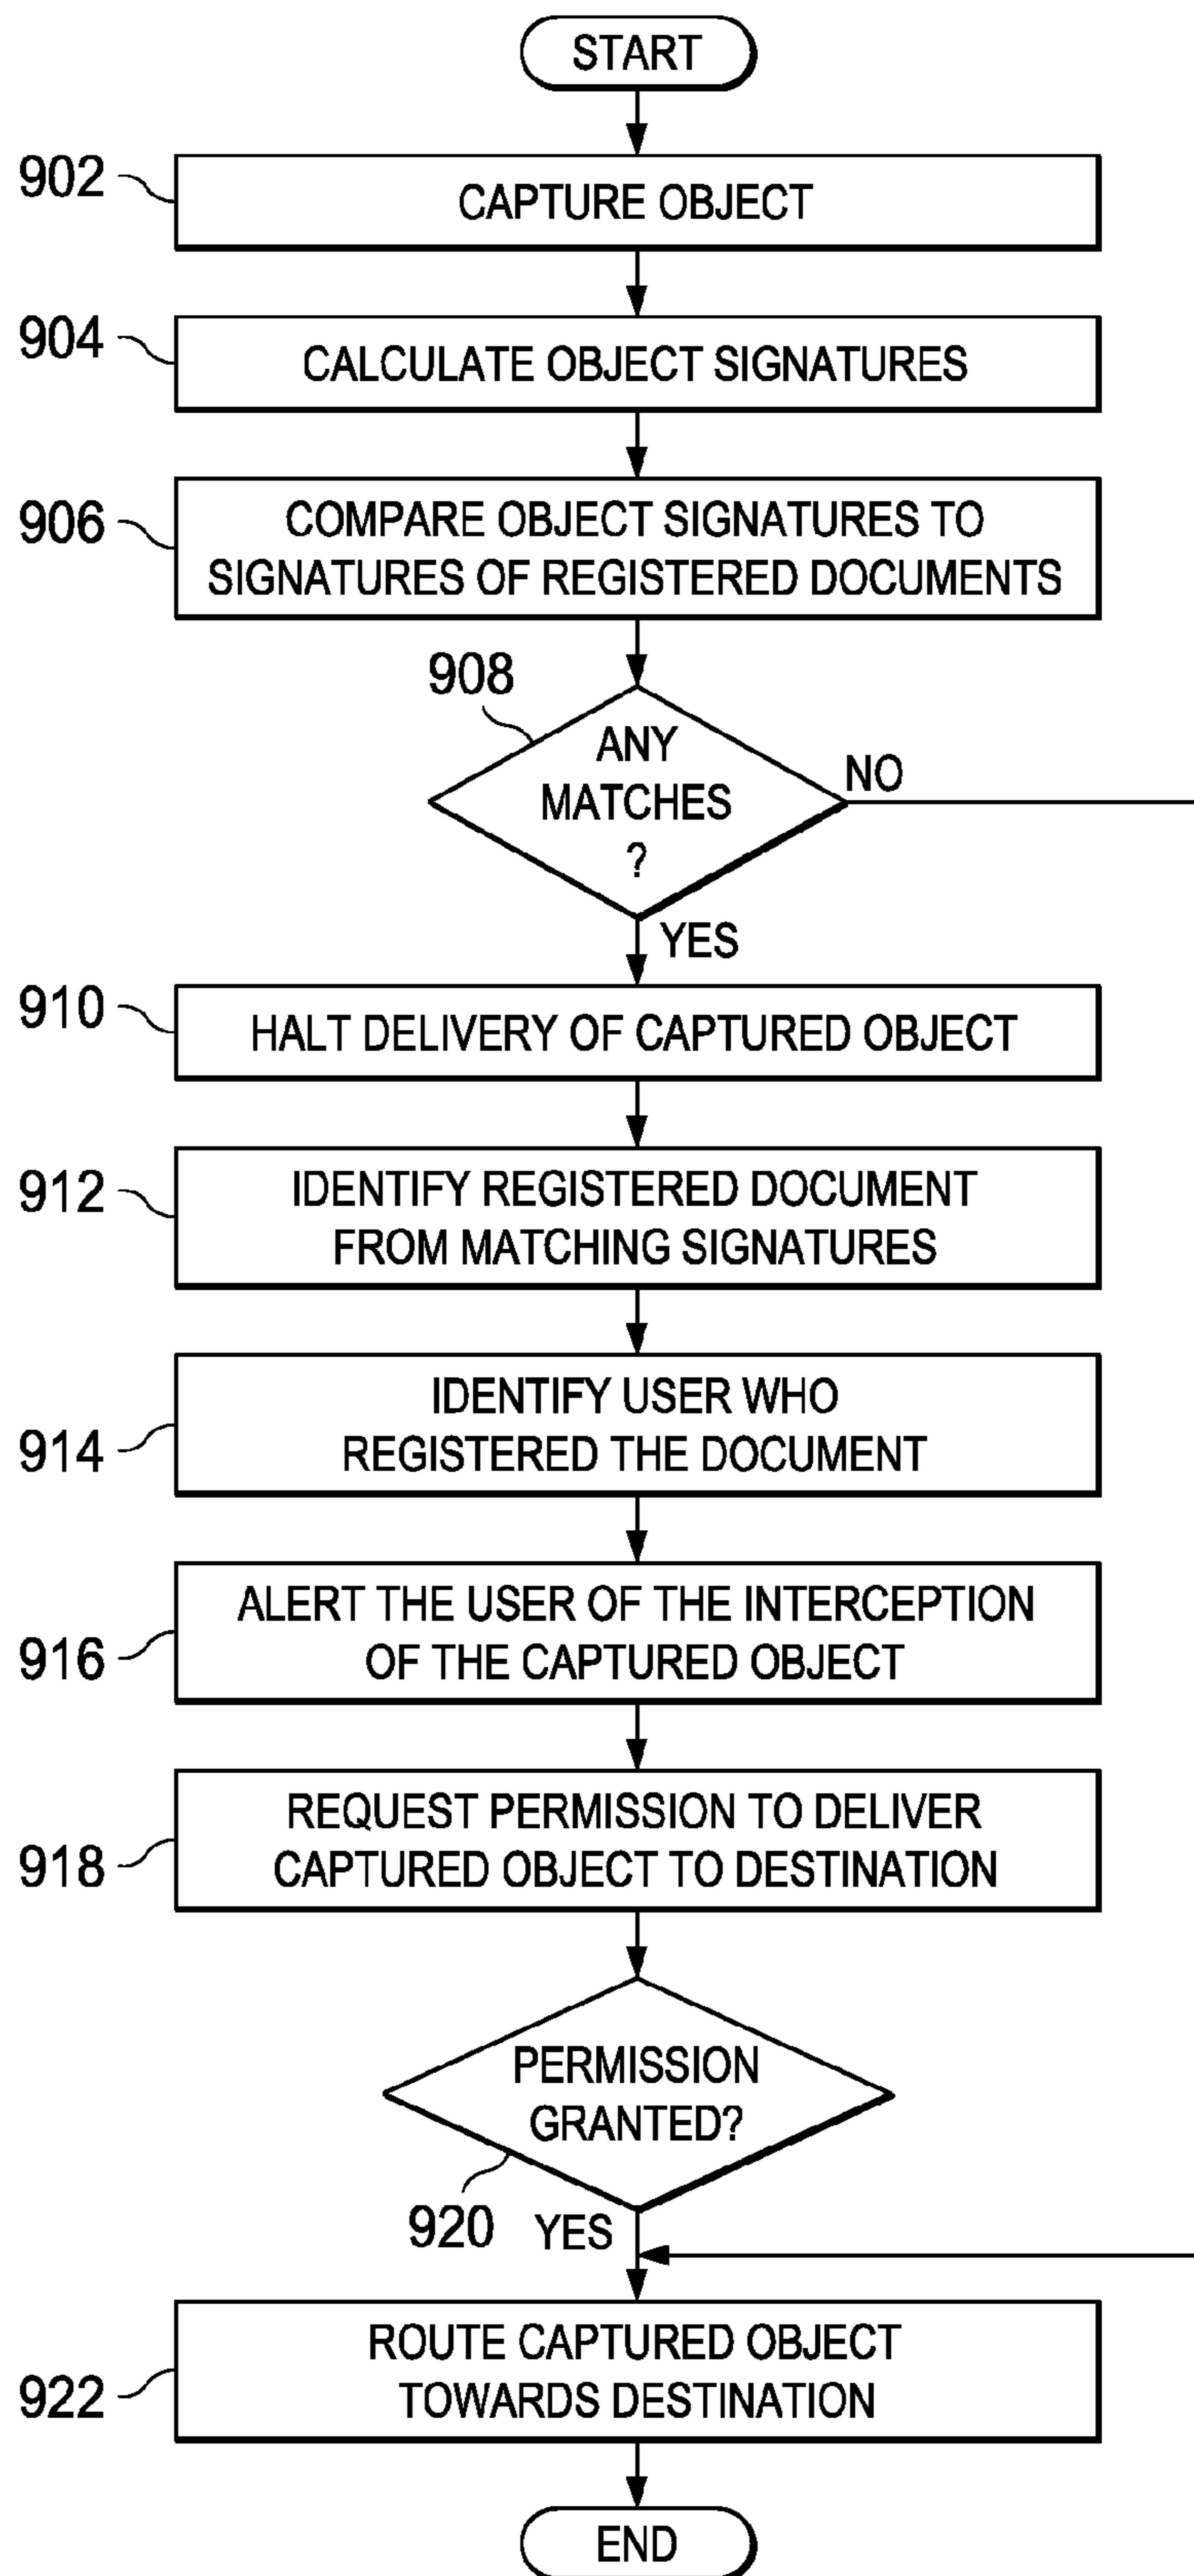 START
902
CAPTURE OBJECT
904
CALCULATE OBJECT SIGNATURES
906
COMPARE OBJECT SIGNATURES TO
SIGNATURES OF REGISTERED DOCUMENTS
908
ANY
MATCHES
?
NO
YES
910
HALT DELIVERY OF CAPTURED OBJECT
912
IDENTIFY REGISTERED DOCUMENT
FROM MATCHING SIGNATURES
914
IDENTIFY USER WHO
REGISTERED THE DOCUMENT
916
ALERT THE USER OF THE INTERCEPTION
OF THE CAPTURED OBJECT
918
REQUEST PERMISSION TO DELIVER
CAPTURED OBJECT TO DESTINATION
PERMISSION
GRANTED?
920
YES
922
ROUTE CAPTURED OBJECT
TOWARDS DESTINATION
END